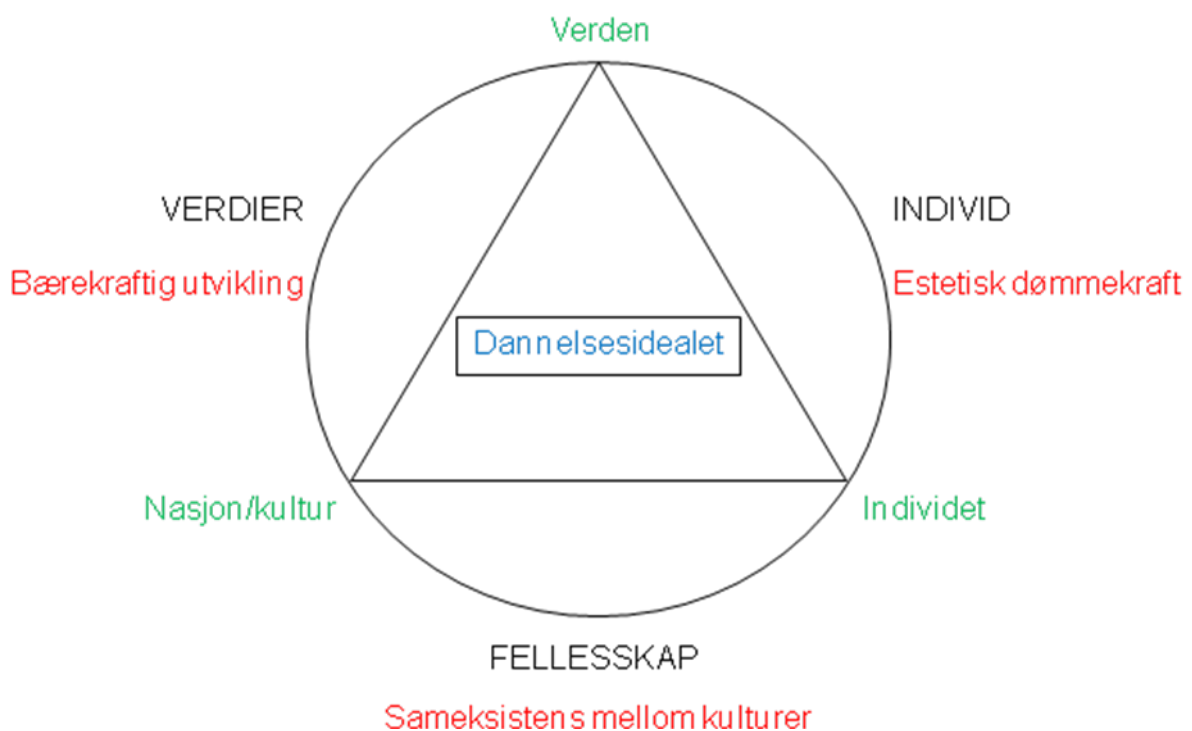 Verden
VERDIER
INDIVID
Bærekraftig utvikling
Estetisk dømmekraft
Dannelsesidealet
Nasjon/kultur
Individet
FELLESSKAP
Sameksistens mellom kulturer